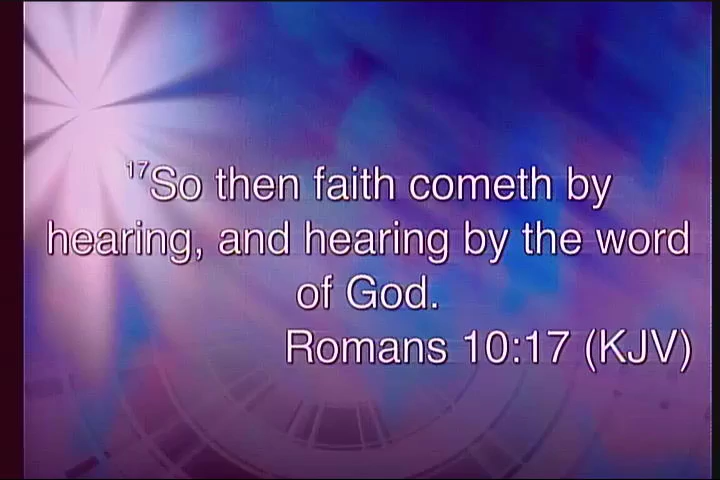 17So then faith cometh by
hearing, and hearing by the word
of God.
Romans 10:17 (KJV)